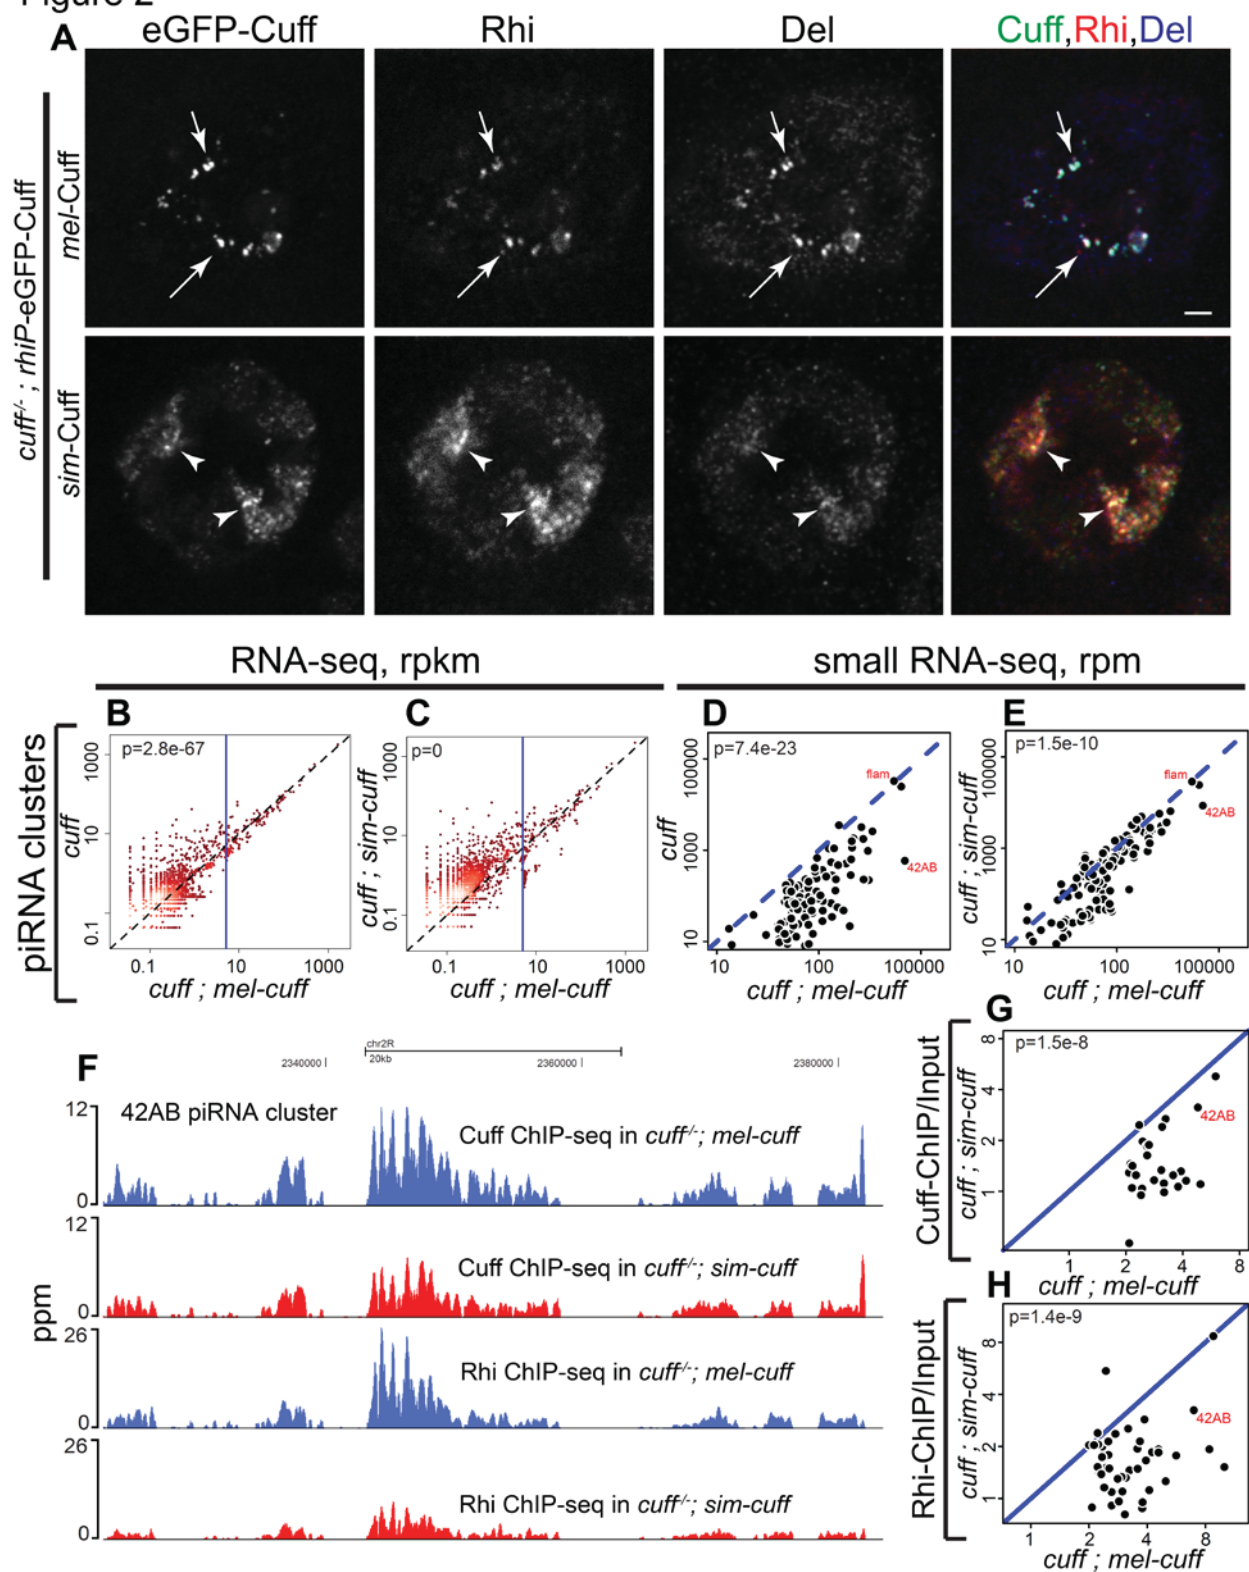 Figure 2
A
eGFP-Cuff
Rhi
Del
Cuff,Rhi,Del
cuff-/- ; rhiP-eGFP-Cuff
mel-Cuff
sim-Cuff
RNA-seq, rpkm
small RNA-seq, rpm
piRNA clusters
B
p=2.8e-67
cuff
1000
10
0.1
0.1
10
1000
cuff ; mel-cuff
C
p=0
cuff ; sim-cuff
1000
10
0.1
0.1
10
1000
cuff ; mel-cuff
D
p=7.4e-23
flam
42AB
cuff
100000
1000
10
10
100
100000
cuff ; mel-cuff
E
p=1.5e-10
flam
42AB
cuff ; sim-cuff
100000
1000
10
10
100
100000
cuff ; mel-cuff
F
chr2R
20kb
2340000
2360000
2380000
42AB piRNA cluster
ppm
12
0
Cuff ChIP-seq in cuff-/-; mel-cuff
12
0
Cuff ChIP-seq in cuff-/-; sim-cuff
26
0
Rhi ChIP-seq in cuff-/-; mel-cuff
26
0
Rhi ChIP-seq in cuff-/-; sim-cuff
G
Cuff-ChIP/Input
p=1.5e-8
42AB
cuff ; sim-cuff
8
4
2
1
1
2
4
8
cuff ; mel-cuff
H
Rhi-ChIP/Input
p=1.4e-9
42AB
cuff ; sim-cuff
8
4
2
1
1
2
4
8
cuff ; mel-cuff